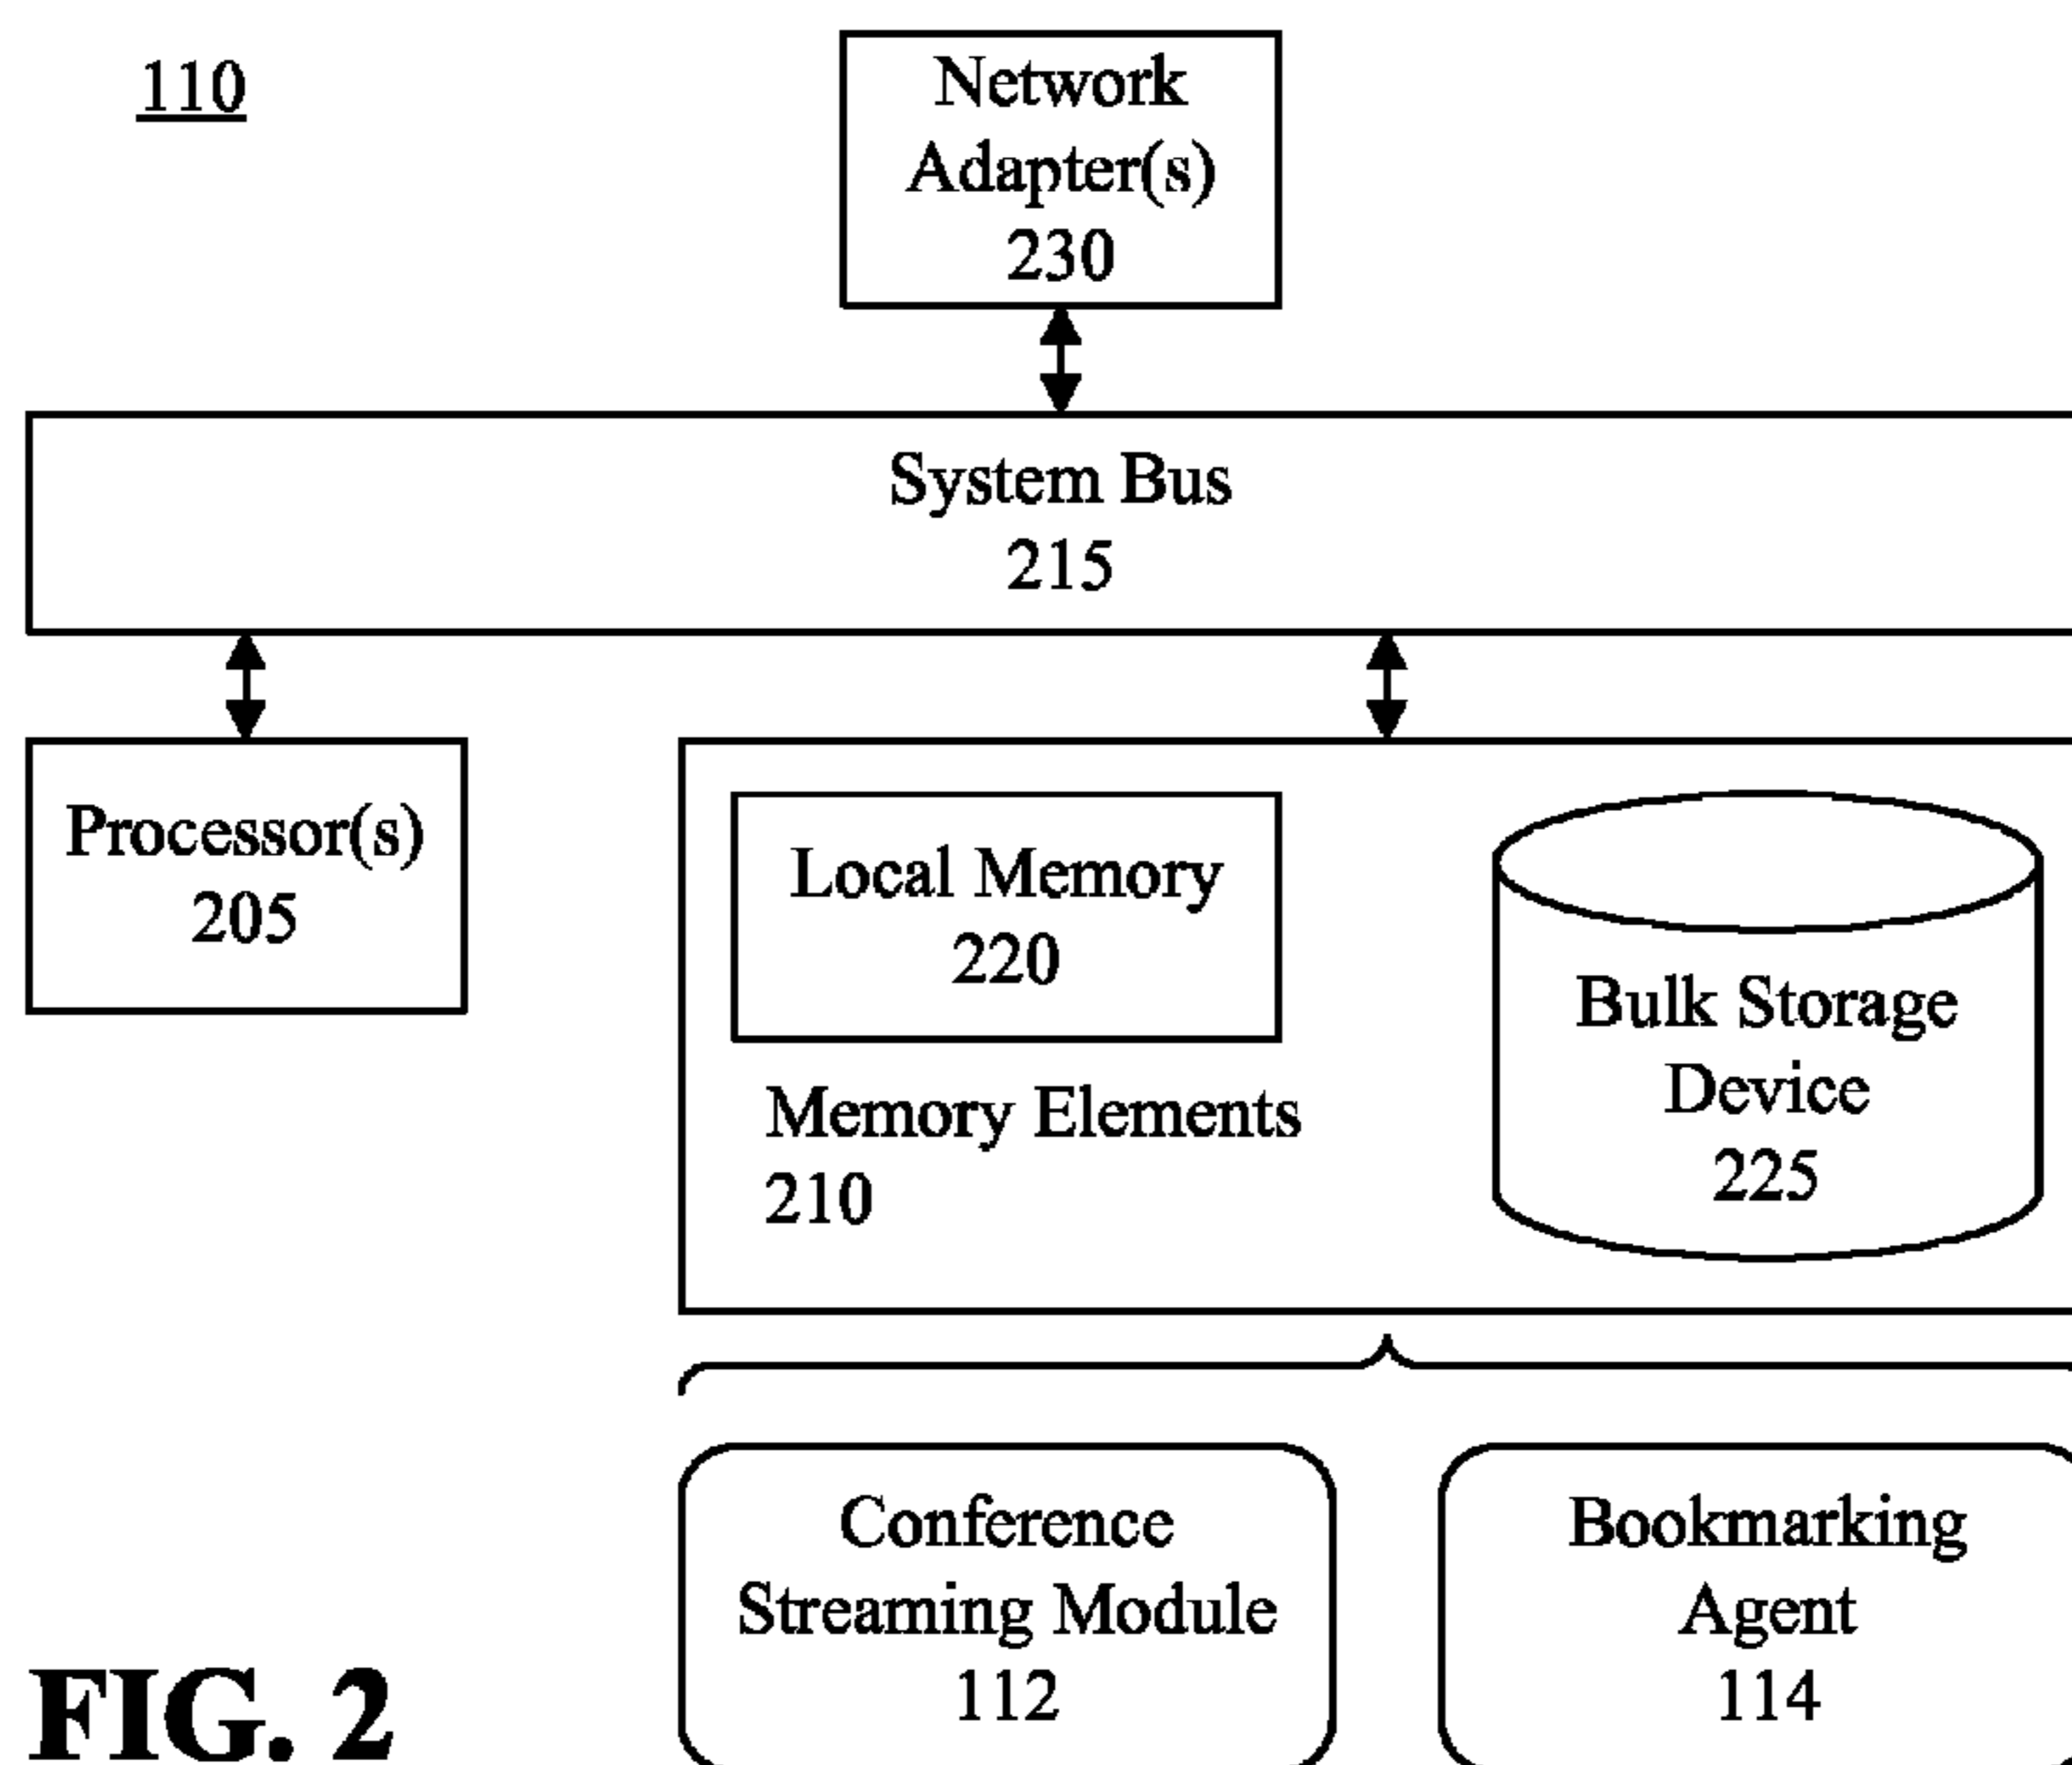 110
Network
Adapter(s)
230
System Bus
215
Processor(s)
205
Local Memory
220
Memory Elements
210
Bulk Storage
Device
225
Conference
Streaming Module
112
Bookmarking
Agent
114
FIG. 2